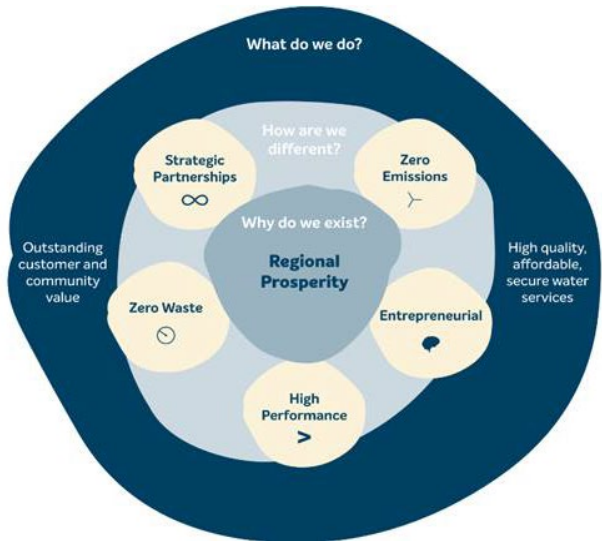 What do we do?
How are we
different?
Strategic
Partnerships
Zero
Emissions
Why do we exist?
Regional
Prosperity
Outstanding
customer and
community
value
High quality,
affordable,
secure water
services
Zero Waste
Entrepreneurial
High
Performance
>